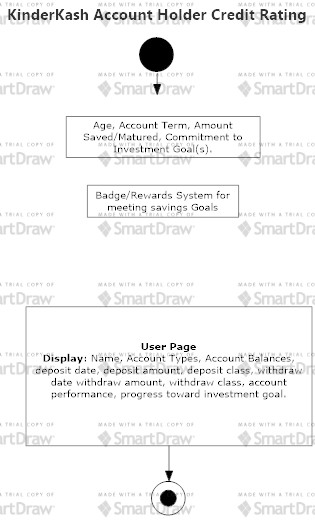 KinderKash Account Holder Credit Rating
Age, Account Term, Amount
Saved/Matured, Commitment to
Investment Goal(s).
Badge/Rewards System for
meeting savings Goals
User Page
Display: Name, Account Types, Account Balances,
deposit date, deposit amount, deposit class, withdraw
date withdraw amount, withdraw class, account
performance, progress toward investment goal.
MADE WITH A TRIAL COPY OF
SmartDraw